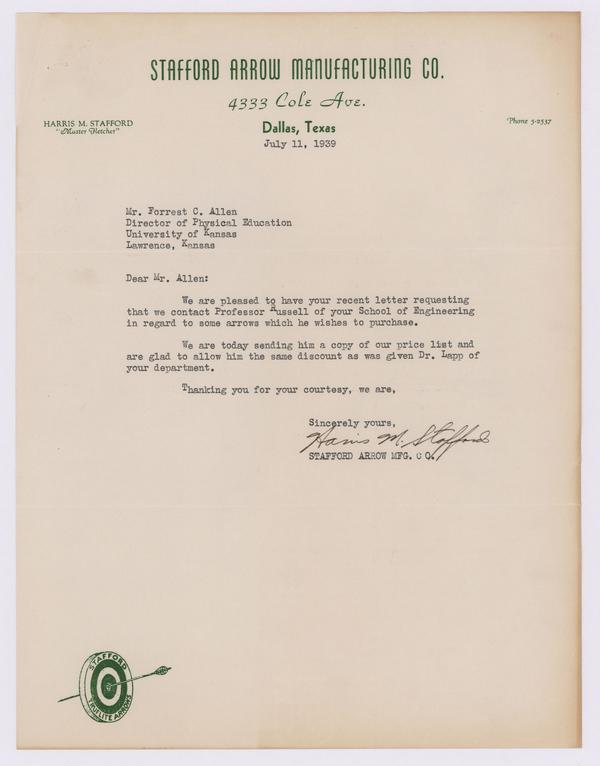 STAFFORD ARROW MANUFACTURING CO.
4333 Cole Ave.
HARRIS M. STAFFORD
"Master Fletcher"
Dallas, Texas
'Phone 5-2537
July 11, 1939
Mr. Forrest C. Allen
Director of Physical Education
University of Kansas
Lawrence, Kansas
Dear Mr. Allen:
We are pleased to have your recent letter requesting
that we contact Professor Russell of your School of Engineering
in regard to some arrows which he wishes to purchase.
We are today sending him a copy of our price list and
are glad to allow him the same discount as was given Dr. Lapp of
your department.
Thanking you for your courtesy, we are,
Sincerely yours,
Harris M. Stafford
STAFFORD ARROW MFG. C O.
STAFFORD
TRUFLITE ARROWS